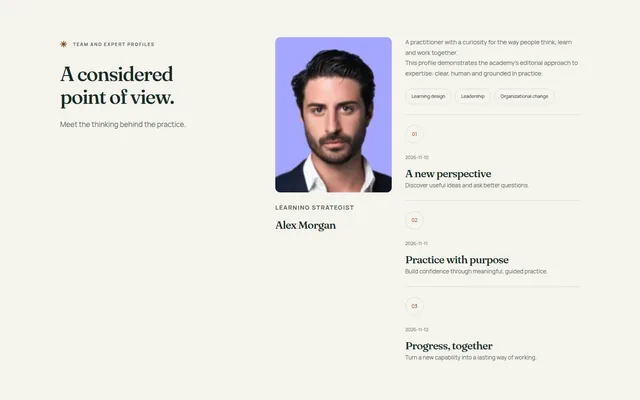 TEAM AND EXPERT PROFILES
A considered
point of view.
Meet the thinking behind the practice.
LEARNING STRATEGIST
Alex Morgan
A practitioner with a curiosity for the way people think, learn
and work together.
This profile demonstrates the academy's editorial approach to
expertise: clear, human and grounded in practice.
Learning design
Leadership
Organizational change
01
2026-11-10
A new perspective
Discover useful ideas and ask better questions.
02
2026-11-11
Practice with purpose
Build confidence through meaningful, guided practice.
03
2026-11-12
Progress, together
Turn a new capability into a lasting way of working.